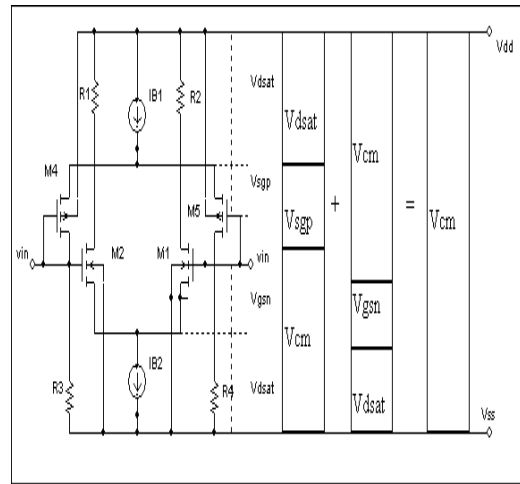 Vdd
R1
IB1
R2
Vdsat
Vdsat
Vcm
M4
Vsgp
Vsgp
M5
+
=
Vcm
vin
M2
M1
vin
Vgsn
Vgsn
Vcm
IB2
R3
R4
Vdsat
Vdsat
Vss